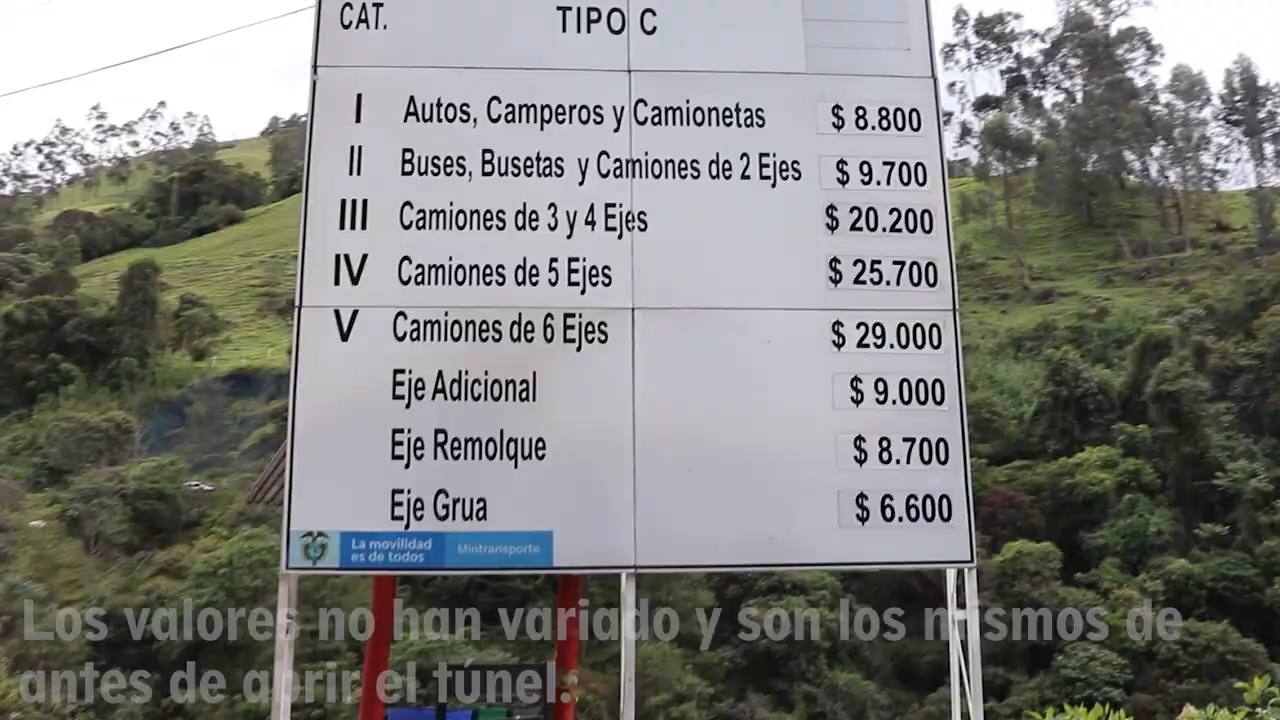 CAT. TIPO C
I Autos, Camperos y Camionetas $ 8.800
II Buses, Busetas y Camiones de 2 Ejes $ 9.700
III Camiones de 3 y 4 Ejes $ 20.200
IV Camiones de 5 Ejes $ 25.700
V Camiones de 6 Ejes $ 29.000
Eje Adicional $ 9.000
Eje Remolque $ 8.700
Eje Grua $ 6.600
La movilidad
es de todos
Mintransporte
Los valores no han variado y son los mismos de
antes de abrir el tunel.